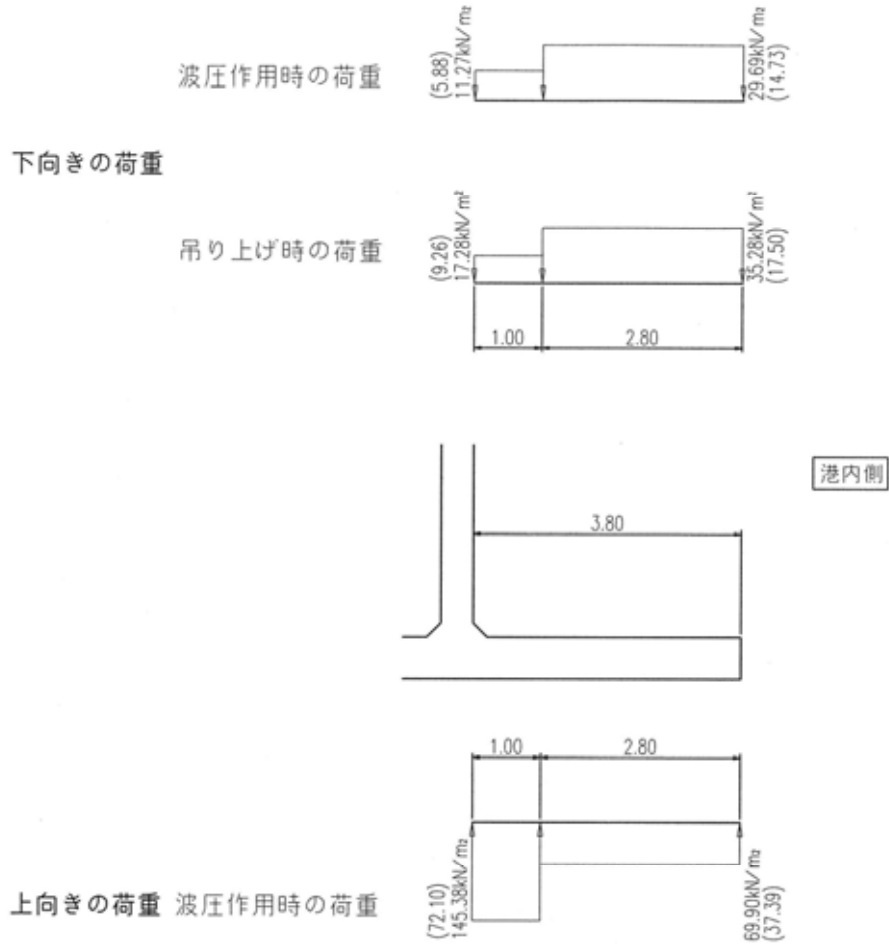 波圧作用時の荷重
(5.88)
11.27kN/m2
29.69kN/m2
(14.73)
下向きの荷重
吊り上げ時の荷重
(9.26)
17.28kN/m²
35.28kN/m¹
(17.50)
1.00
2.80
港内側
3.80
1.00
2.80
上向きの荷重 波圧作用時の荷重
(72.10)
145.38kN/m2
69.90kN/m2
(37.39)